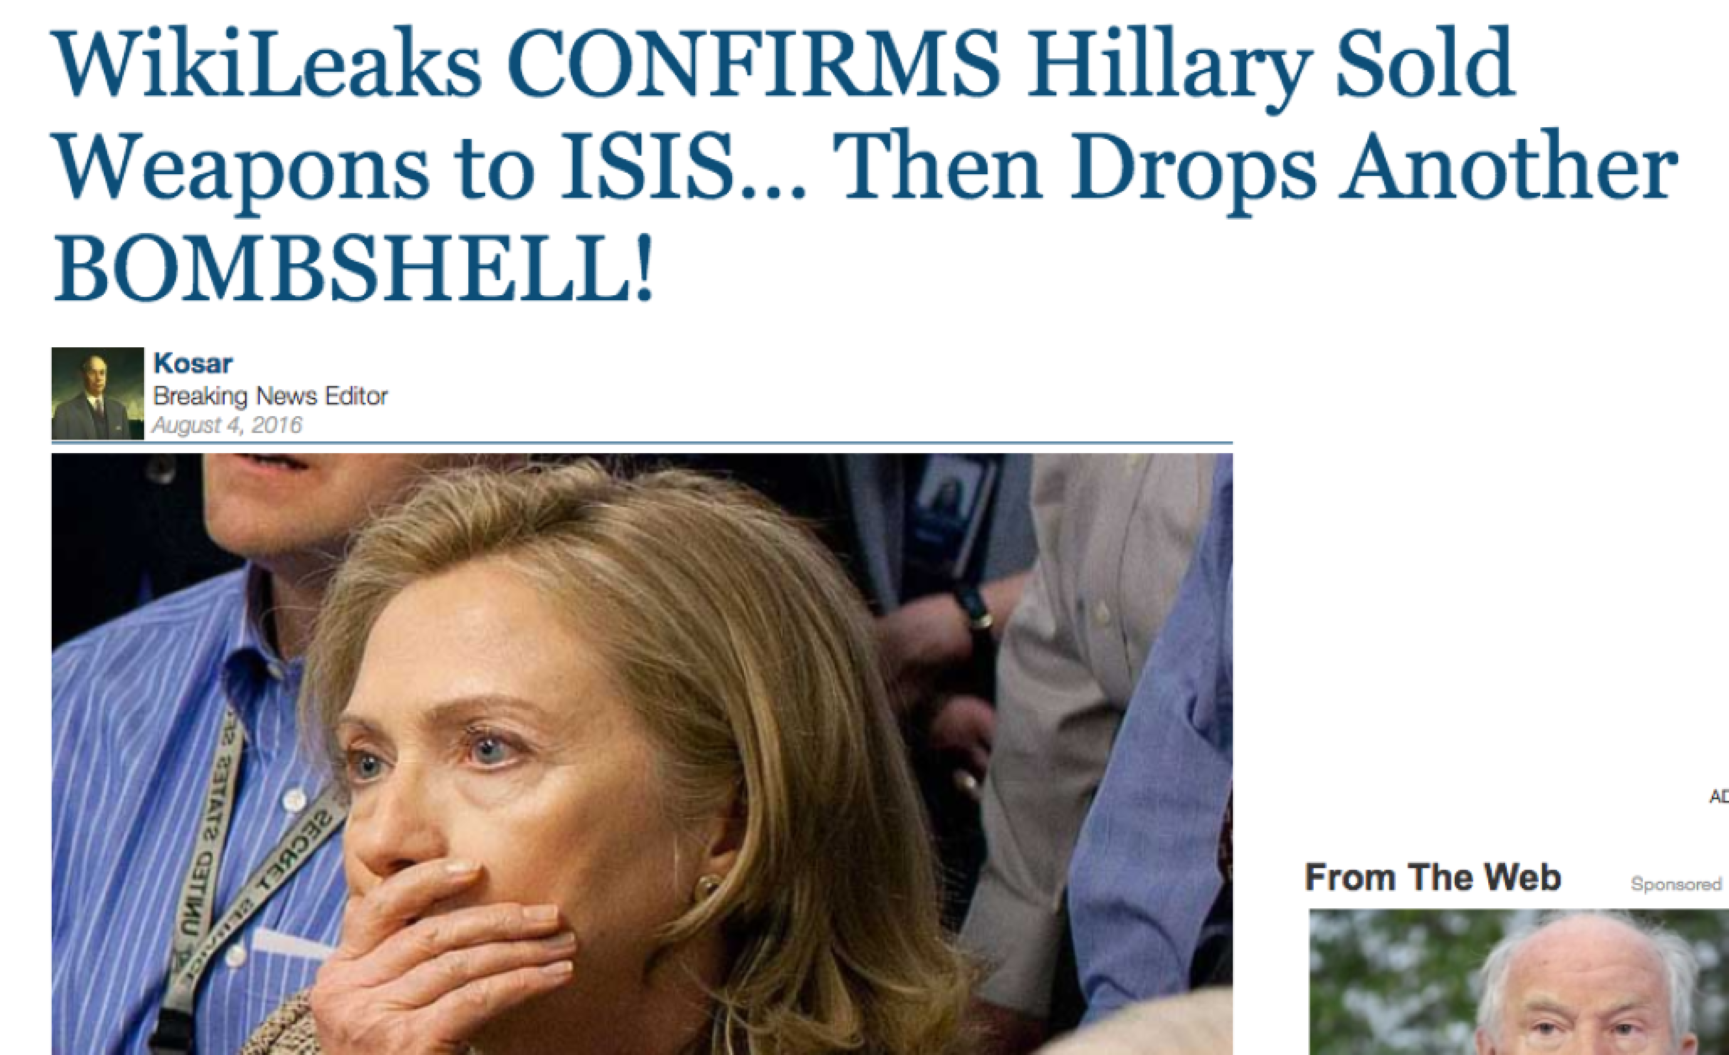 WikiLeaks CONFIRMS Hillary Sold
Weapons to ISIS... Then Drops Another
BOMBSHELL!
Kosar
Breaking News Editor
August 4, 2016
UNITED STATES SE
SECRET SERVICE
AD
From The Web
Sponsored